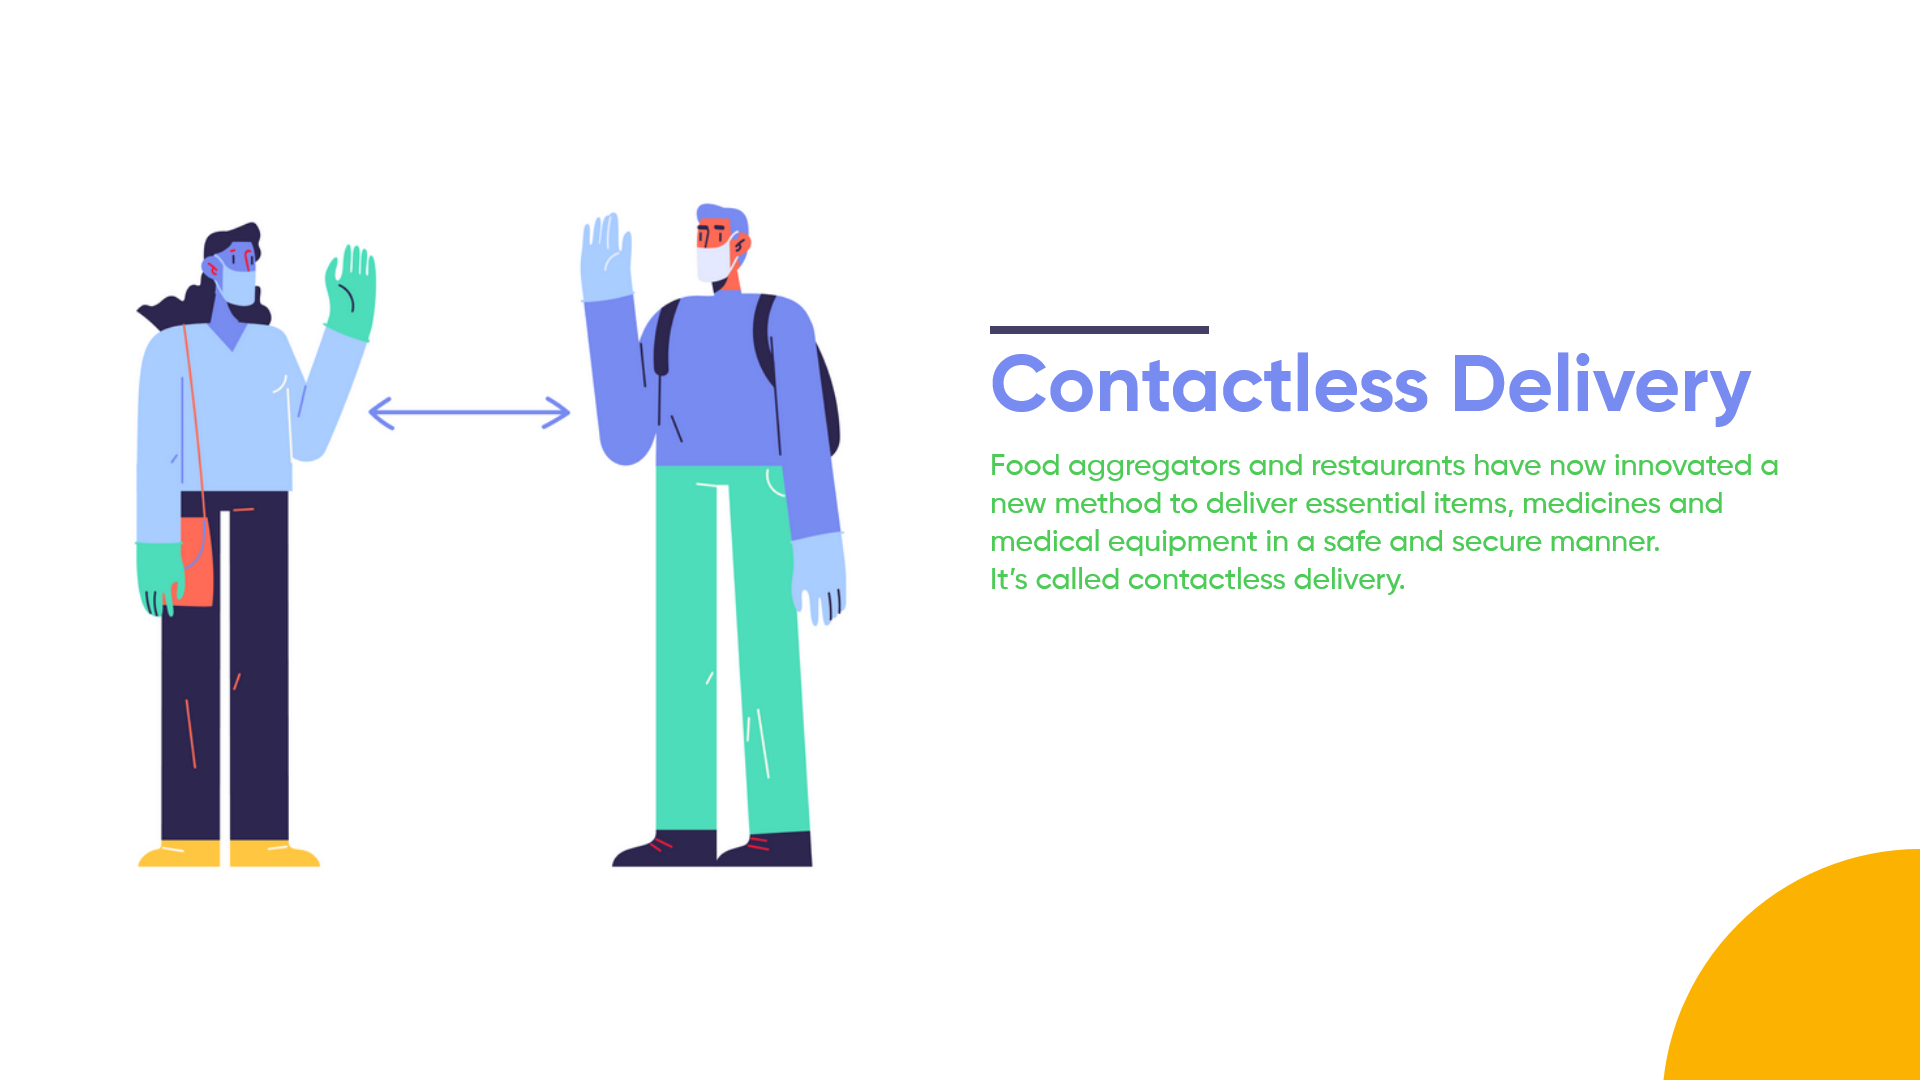 Contactless Delivery
Food aggregators and restaurants have now innovated a
new method to deliver essential items, medicines and
medical equipment in a safe and secure manner.
It’s called contactless delivery.